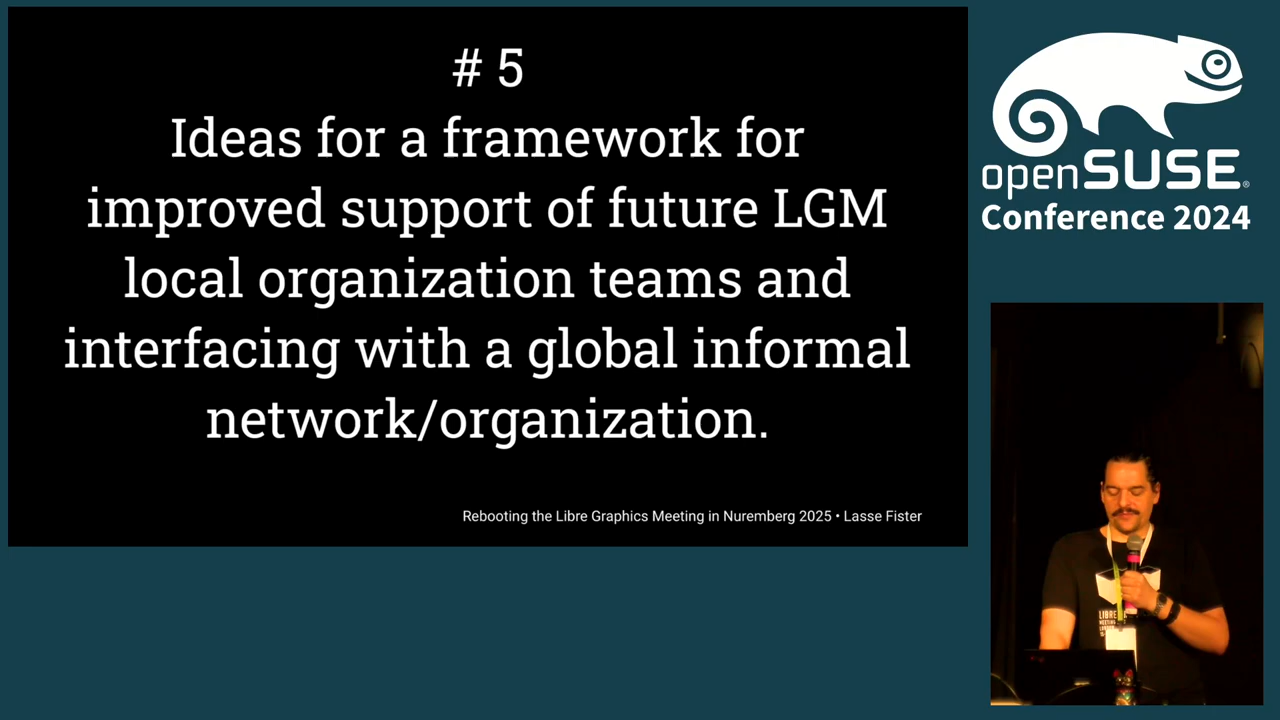 # 5
Ideas for a framework for
improved support of future LGM
local organization teams and
interfacing with a global informal
network/organization.
Rebooting the Libre Graphics Meeting in Nuremberg 2025 • Lasse Fister
openSUSE®
Conference 2024